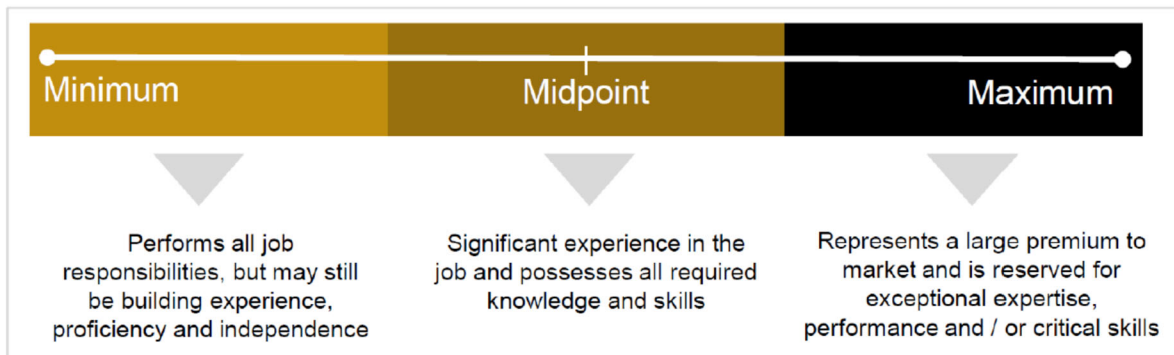 Minimum
Midpoint
Maximum
Performs all job
responsibilities, but may still
be building experience,
proficiency and independence
Significant experience in the
job and possesses all required
knowledge and skills
Represents a large premium to
market and is reserved for
exceptional expertise,
performance and / or critical skills